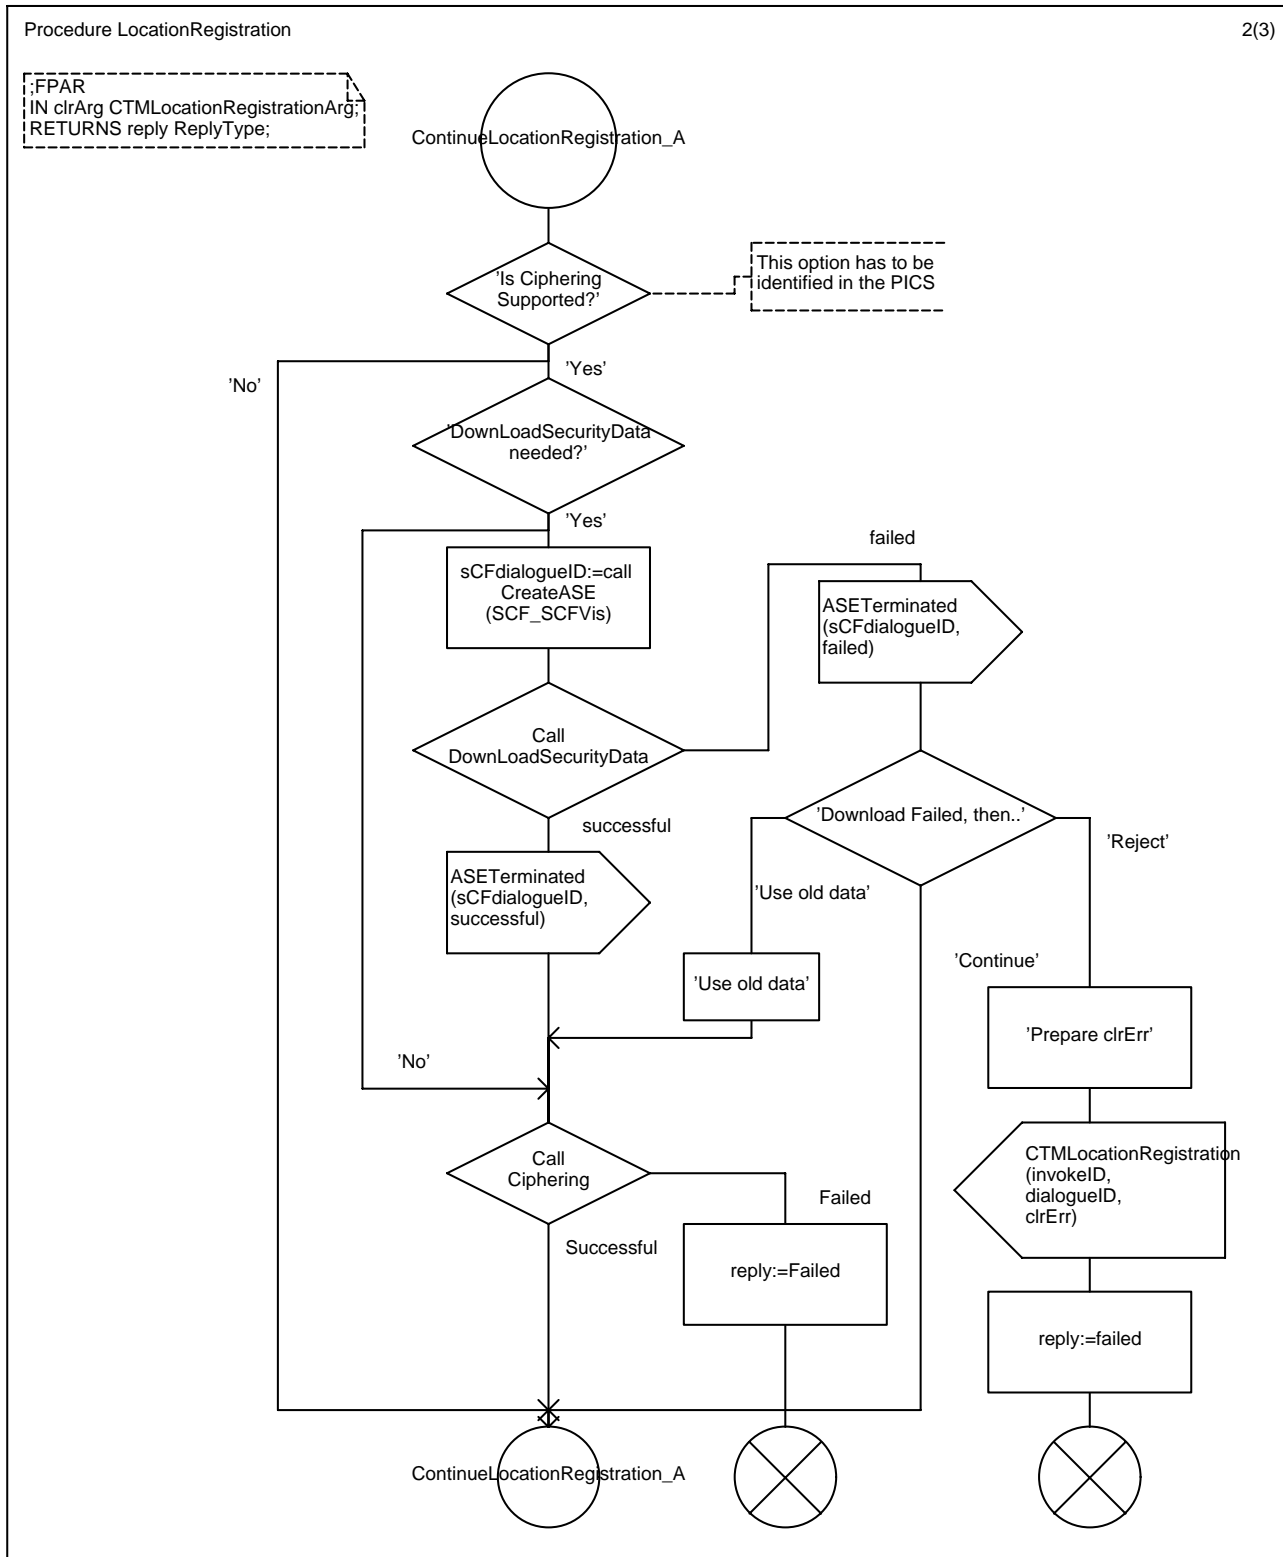 Procedure LocationRegistration
2(3)
;FPAR
IN clrArg CTMLocationRegistrationArg;
RETURNS reply ReplyType;
ContinueLocationRegistration_A
'Is Ciphering
Supported?'
This option has to be
identified in the PICS
'No'
'Yes'
'DownLoadSecurityData
needed?'
'Yes'
failed
sCFdialogueID:=call
CreateASE
(SCF_SCFVis)
ASETerminated
(sCFdialogueID,
failed)
Call
DownLoadSecurityData
'Download Failed, then..'
successful
'Reject'
ASETerminated
(sCFdialogueID,
successful)
'Use old data'
'Continue'
'Use old data'
'Prepare clrErr'
'No'
Call
Ciphering
CTMLocationRegistration
(invokeID,
dialogueID,
clrErr)
Failed
Successful
reply:=Failed
reply:=failed
ContinueLocationRegistration_A